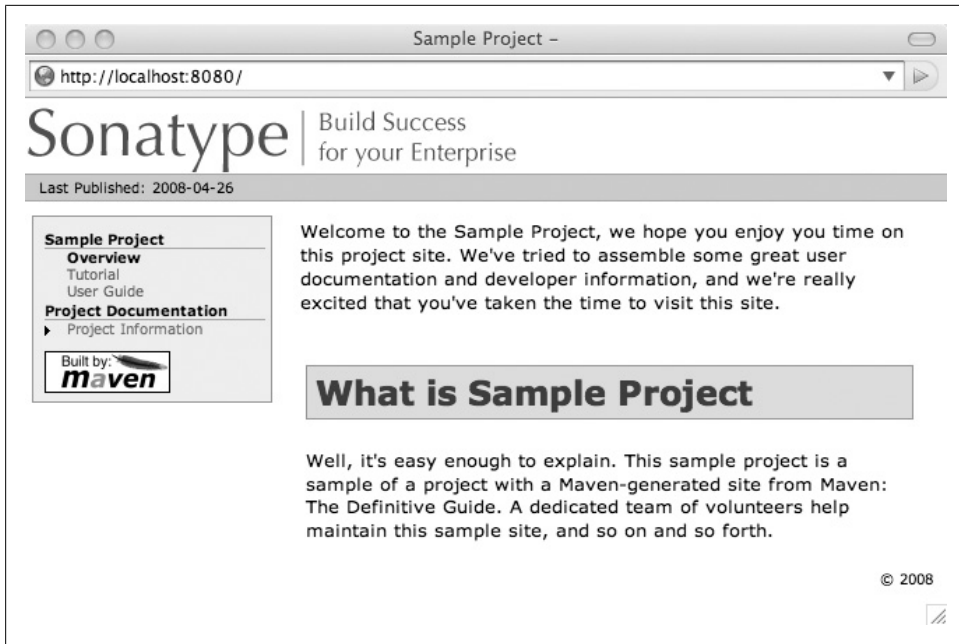 Sample Project –
http://localhost:8080/
Sonatype
Build Success
for your Enterprise
Last Published: 2008-04-26
Sample Project
Overview
Tutorial
User Guide
Project Documentation
Project Information
Built by:
maven
Welcome to the Sample Project, we hope you enjoy you time on
this project site. We've tried to assemble some great user
documentation and developer information, and we're really
excited that you've taken the time to visit this site.
What is Sample Project
Well, it's easy enough to explain. This sample project is a
sample of a project with a Maven-generated site from Maven:
The Definitive Guide. A dedicated team of volunteers help
maintain this sample site, and so on and so forth.
© 2008